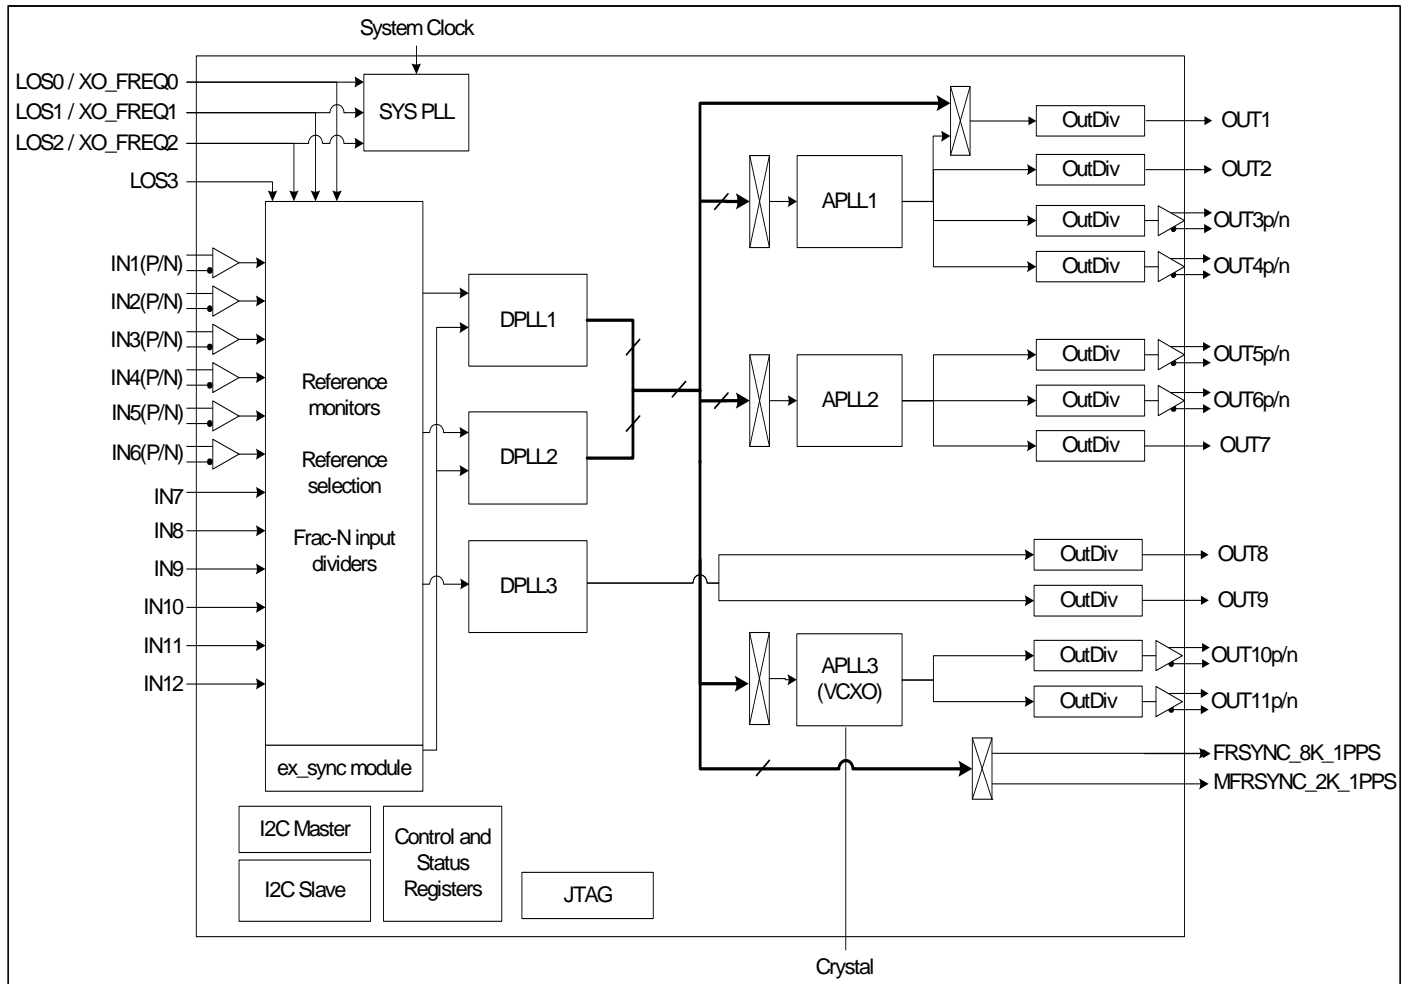 System Clock
LOS0 / XO_FREQ0
LOS1 / XO_FREQ1
LOS2 / XO_FREQ2
LOS3
SYS PLL
IN1(P/N)
IN2(P/N)
IN3(P/N)
IN4(P/N)
IN5(P/N)
IN6(P/N)
IN7
IN8
IN9
IN10
IN11
IN12
Reference
monitors
Reference
selection
Frac-N input
dividers
ex_sync module
DPLL1
DPLL2
DPLL3
APLL1
APLL2
APLL3
(VCXO)
OutDiv
OUT1
OutDiv
OUT2
OutDiv
OUT3p/n
OutDiv
OUT4p/n
OutDiv
OUT5p/n
OutDiv
OUT6p/n
OutDiv
OUT7
OutDiv
OUT8
OutDiv
OUT9
OutDiv
OUT10p/n
OutDiv
OUT11p/n
FRSYNC_8K_1PPS
MFRSYNC_2K_1PPS
I2C Master
I2C Slave
Control and
Status
Registers
JTAG
Crystal